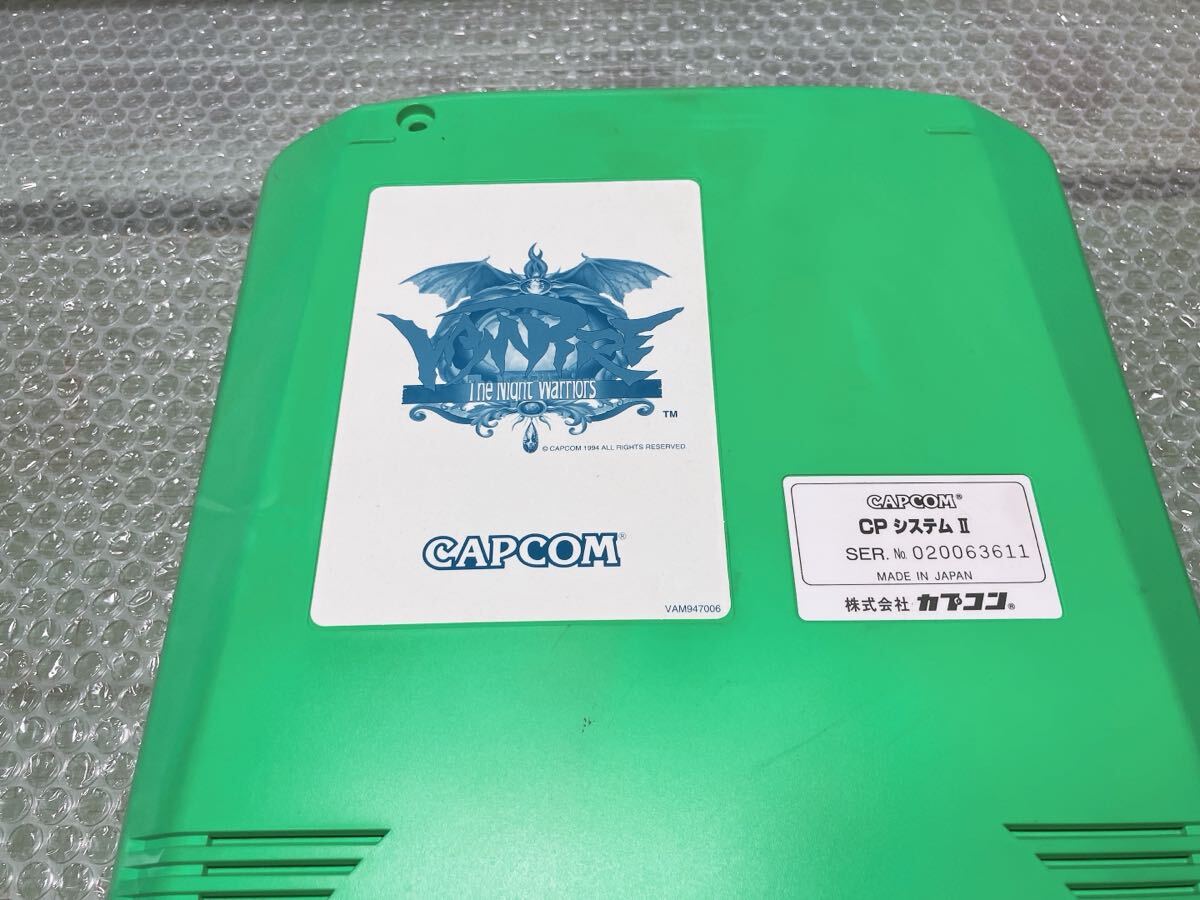 VAMPIRE
The Night Warriors
TM
© CAPCOM 1994 ALL RIGHTS RESERVED.
CAPCOM®
VAM947006
CAPCOM®
CP システム II
SER. № 020063611
MADE IN JAPAN
株式会社 カプコン®